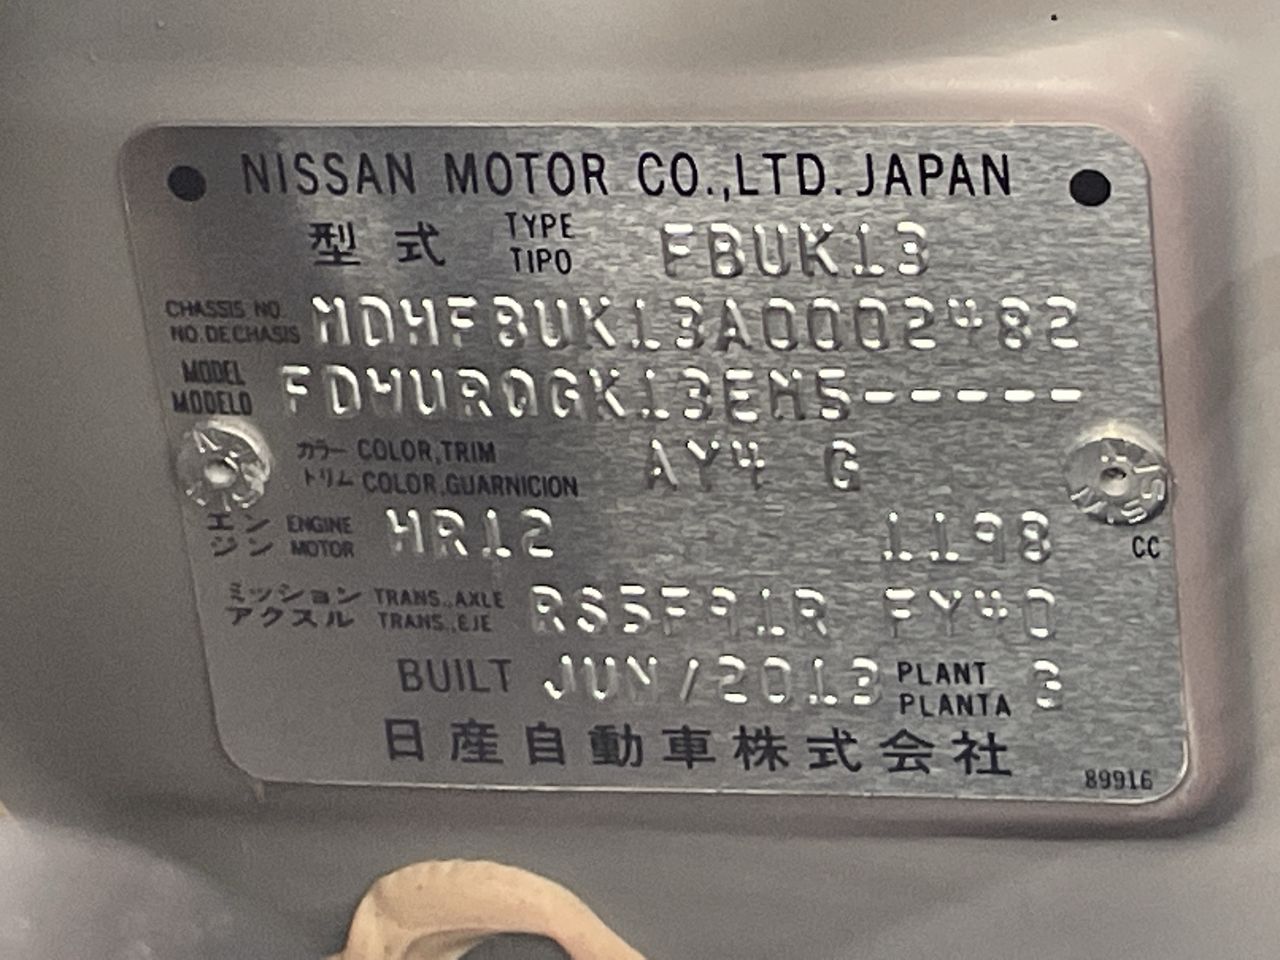 NISSAN MOTOR CO.,LTD. JAPAN
型式 TYPE TIPO FBUK13
CHASSIS NO. NO. DE CHASIS MDHFBUK13A0002482
MODEL MODELO FDYUROGK13EMS-----
カラー COLOR,TRIM トリム COLOR,GUARNICION AY4 G
エンジン ENGINE MOTOR HR12 1198 CC
ミッション TRANS.,AXLE アクスル TRANS.,EJE RS5F91R FY40
BUILT JUN/2013 PLANT PLANTA 3
日産自動車株式会社
89916